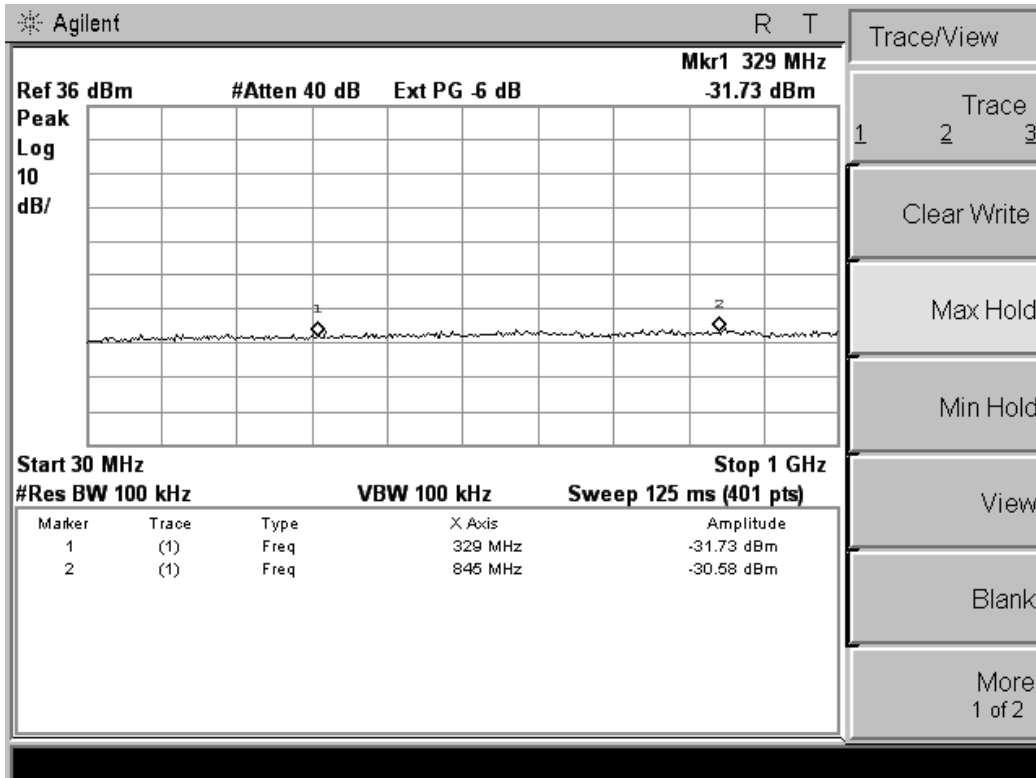 Agilent R T
Mkr1 329 MHz
Ref 36 dBm #Atten 40 dB Ext PG -6 dB -31.73 dBm
Peak
Log
10
dB/
1
2
Start 30 MHz Stop 1 GHz
#Res BW 100 kHz VBW 100 kHz Sweep 125 ms (401 pts)
Marker Trace Type X Axis Amplitude
1 (1) Freq 329 MHz -31.73 dBm
2 (1) Freq 845 MHz -30.58 dBm
Trace/View
Trace
1 2 3
Clear Write
Max Hold
Min Hold
View
Blank
More
1 of 2